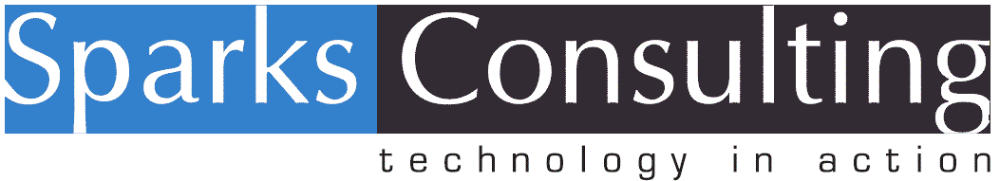 Sparks Consulting
technology in action